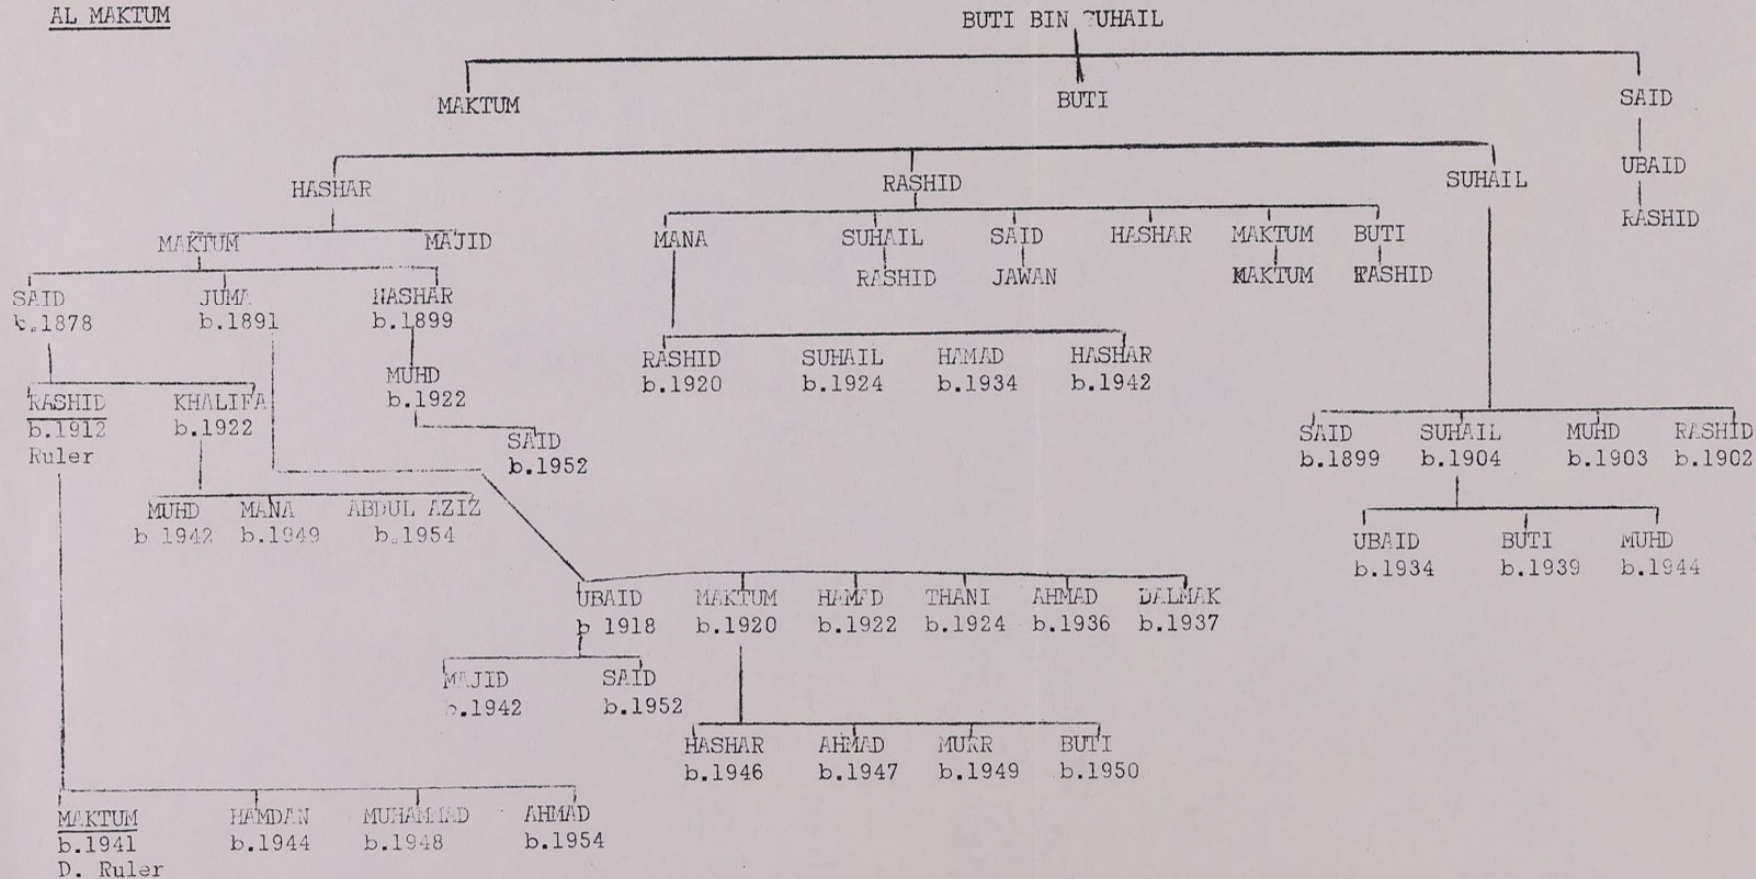 AL MAKTUM
BUTI BIN SUHAIL
MAKTUM BUTI SAID
HASHAR RASHID SUHAIL UBAID
MAKTUM MAJID MANA SUHAIL SAID HASHAR MAKTUM BUTI RASHID
RASHID JAWAN MAKTUM RASHID
SAID JUMA HASHAR
b.1878 b.1891 b.1899
RASHID SUHAIL HAMAD HASHAR
b.1920 b.1924 b.1934 b.1942
MUHD
b.1922
RASHID KHALIFA
b.1912 b.1922
Ruler
SAID SUHAIL MUHD RASHID
b.1899 b.1904 b.1903 b.1902
SAID
b.1952
MUHD MANA ABDUL AZIZ
b 1942 b.1949 b.1954
UBAID BUTI MUHD
b.1934 b.1939 b.1944
UBAID MAKTUM HAMAD THANI AHMAD DALMAK
b 1918 b.1920 b.1922 b.1924 b.1936 b.1937
MAJID SAID
b.1942 b.1952
HASHAR AHMAD MURR BUTI
b.1946 b.1947 b.1949 b.1950
MAKTUM HAMDAN MUHAMMAD AHMAD
b.1941 b.1944 b.1948 b.1954
D. Ruler